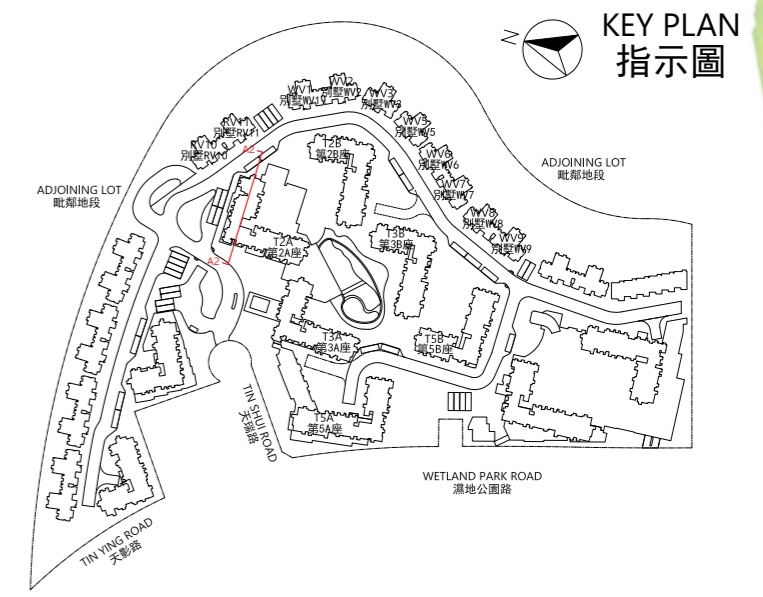 KEY PLAN
指示圖
N
WV2
別墅WV2
WV1
別墅WV1
WV3
別墅WV3
RV11
別墅RV11
WV5
別墅WV5
RV10
別墅RV10
A2
T2B
第2B座
WV6
別墅WV6
ADJOINING LOT
毗鄰地段
ADJOINING LOT
毗鄰地段
WV7
別墅WV7
WV8
別墅WV8
T3B
第3B座
WV9
別墅WV9
T2A
第2A座
A2
T3A
第3A座
T5B
第5B座
T5A
第5A座
TIN SHUI ROAD
天瑞路
WETLAND PARK ROAD
濕地公園路
TIN YING ROAD
天影路